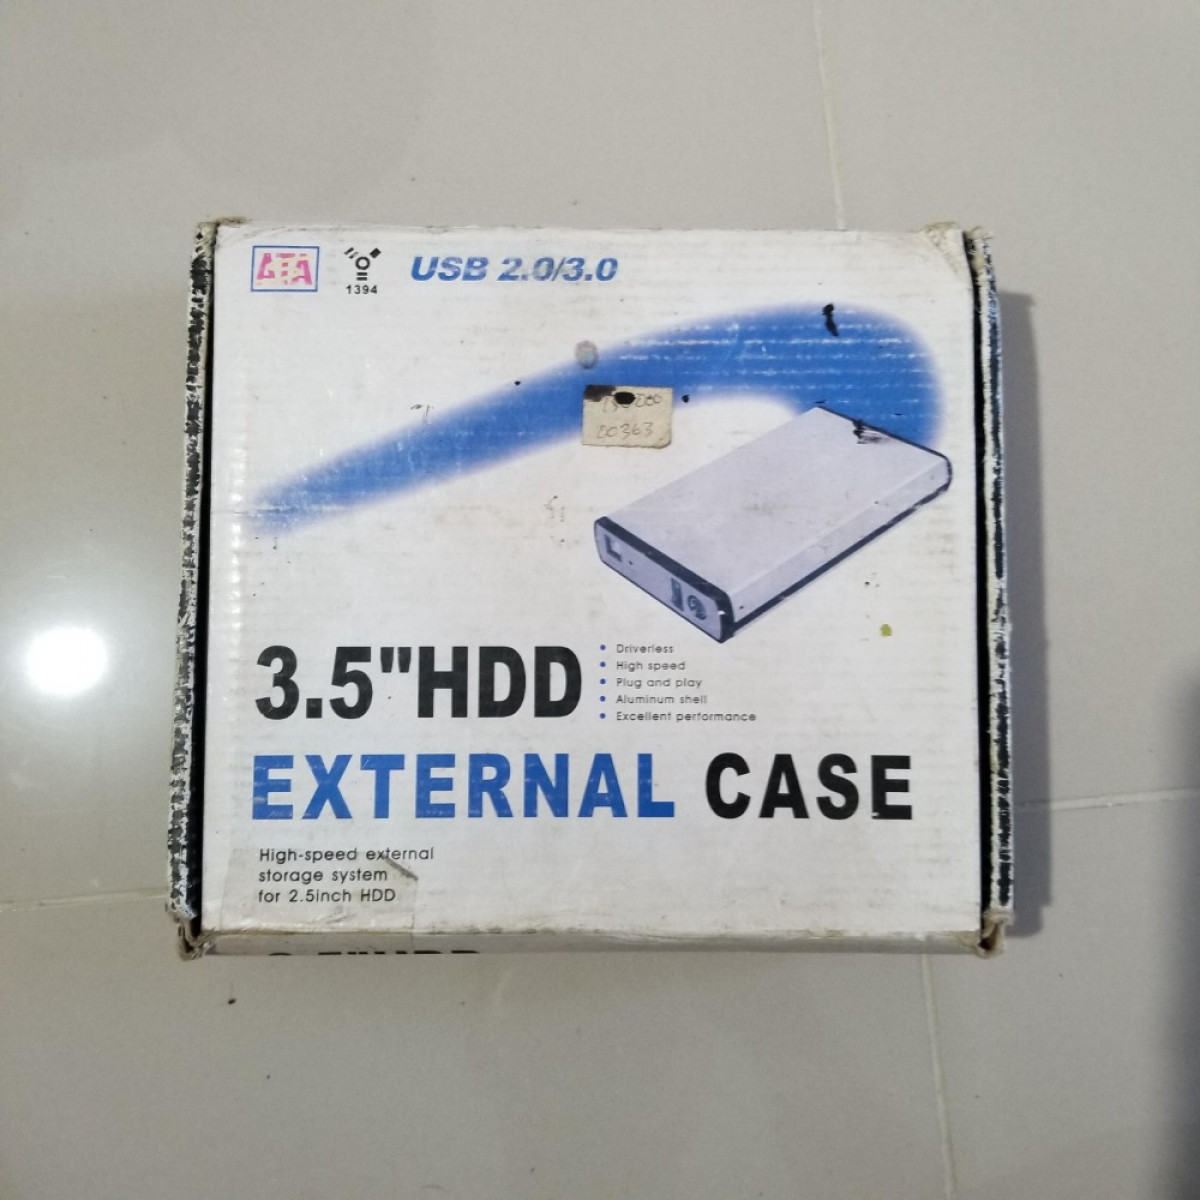 1394
USB 2.0/3.0
00363
3.5"HDD
Driverless
High speed
Plug and play
Aluminum shell
Excellent performance
EXTERNAL CASE
High-speed external
storage system
for 2.5inch HDD